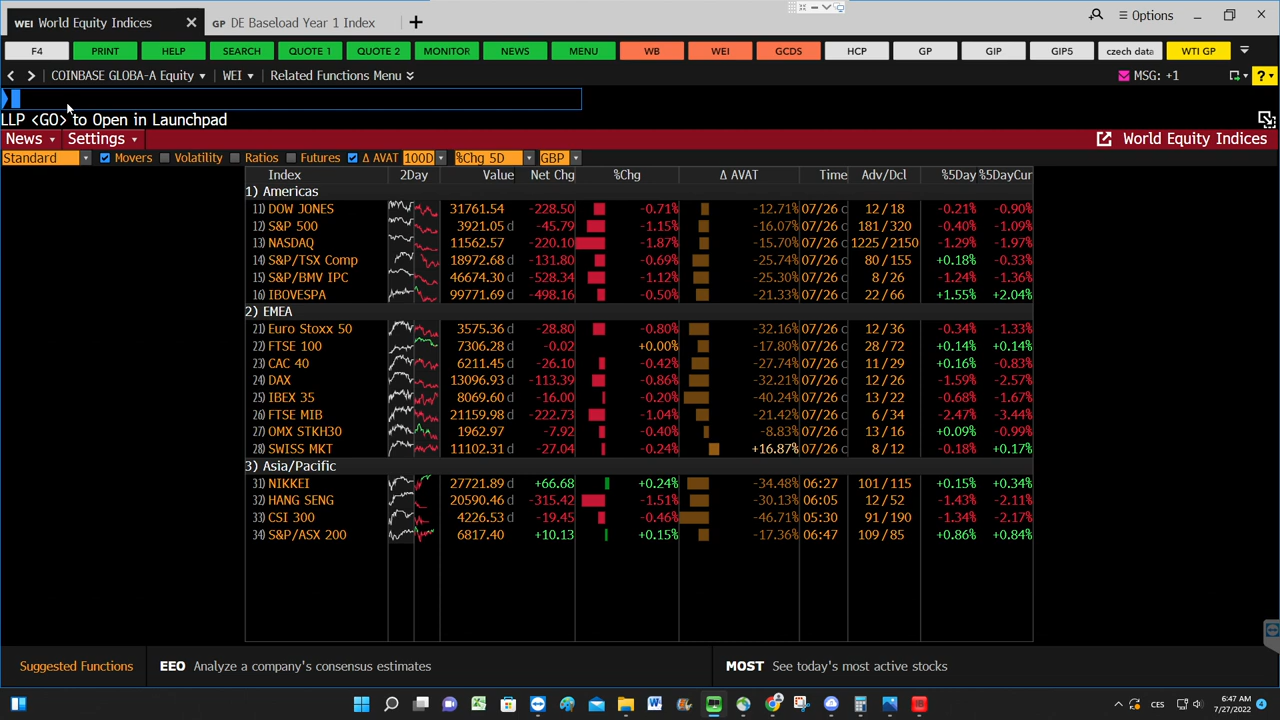 WEI World Equity Indices GP DE Baseload Year 1 Index
Options
F4 PRINT HELP SEARCH QUOTE 1 QUOTE 2 MONITOR NEWS MENU WB WEI GCDS HCP GP GIP GIP5 czech data WTI GP
COINBASE GLOBA-A Equity WEI Related Functions Menu MSG: +1 ?
LLP <GO> to Open in Launchpad
News Settings World Equity Indices
Standard Movers Volatility Ratios Futures Δ AVAT 100D %Chg 5D GBP
Index 2Day Value Net Chg %Chg Δ AVAT Time Adv/Dcl %5Day %5DayCur
1) Americas
11) DOW JONES 31761.54 -228.50 -0.71% -12.71% 07/26 c 12 / 18 -0.21% -0.90%
12) S&P 500 3921.05 d -45.79 -1.15% -16.07% 07/26 c 181 / 320 -0.40% -1.09%
13) NASDAQ 11562.57 -220.10 -1.87% -15.70% 07/26 c 1225 / 2150 -1.29% -1.97%
14) S&P/TSX Comp 18972.68 d -131.80 -0.69% -25.74% 07/26 c 80 / 155 +0.18% -0.33%
15) S&P/BMV IPC 46674.30 d -528.34 -1.12% -25.30% 07/26 c 8 / 26 -1.24% -1.36%
16) IBOVESPA 99771.69 d -498.16 -0.50% -21.33% 07/26 c 22 / 66 +1.55% +2.04%
2) EMEA
21) Euro Stoxx 50 3575.36 d -28.80 -0.80% -32.16% 07/26 c 12 / 36 -0.34% -1.33%
22) FTSE 100 7306.28 d -0.02 +0.00% -17.80% 07/26 c 28 / 72 +0.14% +0.14%
23) CAC 40 6211.45 d -26.10 -0.42% -27.74% 07/26 c 11 / 29 +0.16% -0.83%
24) DAX 13096.93 d -113.39 -0.86% -32.21% 07/26 c 12 / 26 -1.59% -2.57%
25) IBEX 35 8069.60 d -16.00 -0.20% -40.24% 07/26 c 13 / 22 -0.68% -1.67%
26) FTSE MIB 21159.98 d -222.73 -1.04% -21.42% 07/26 c 6 / 34 -2.47% -3.44%
27) OMX STKH30 1962.97 d -7.92 -0.40% -8.83% 07/26 c 13 / 16 +0.09% -0.99%
28) SWISS MKT 11102.31 d -27.04 -0.24% +16.87% 07/26 c 8 / 12 -0.18% +0.17%
3) Asia/Pacific
31) NIKKEI 27721.89 d +66.68 +0.24% -34.48% 06:27 101 / 115 +0.15% +0.34%
32) HANG SENG 20590.46 d -315.42 -1.51% -30.13% 06:05 12 / 52 -1.43% -2.11%
33) CSI 300 4226.53 d -19.45 -0.46% -46.71% 05:30 91 / 190 -1.34% -2.17%
34) S&P/ASX 200 6817.40 +10.13 +0.15% -17.36% 06:47 109 / 85 +0.86% +0.84%
Suggested Functions EEO Analyze a company's consensus estimates MOST See today's most active stocks
CES 6:47 AM
7/27/2022